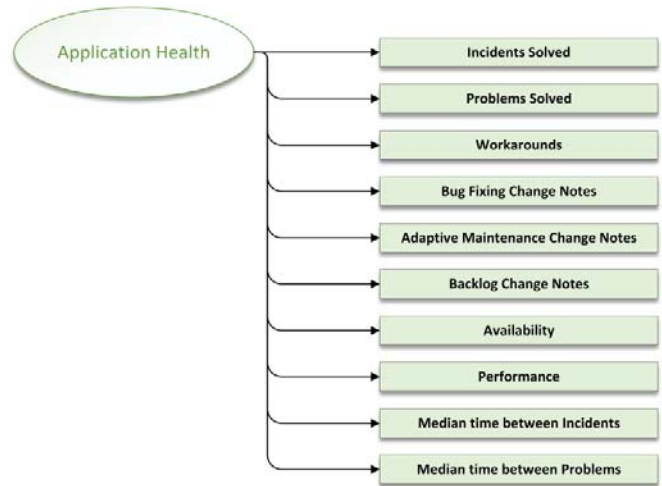 Application Health
Incidents Solved
Problems Solved
Workarounds
Bug Fixing Change Notes
Adaptive Maintenance Change Notes
Backlog Change Notes
Availability
Performance
Median time between Incidents
Median time between Problems